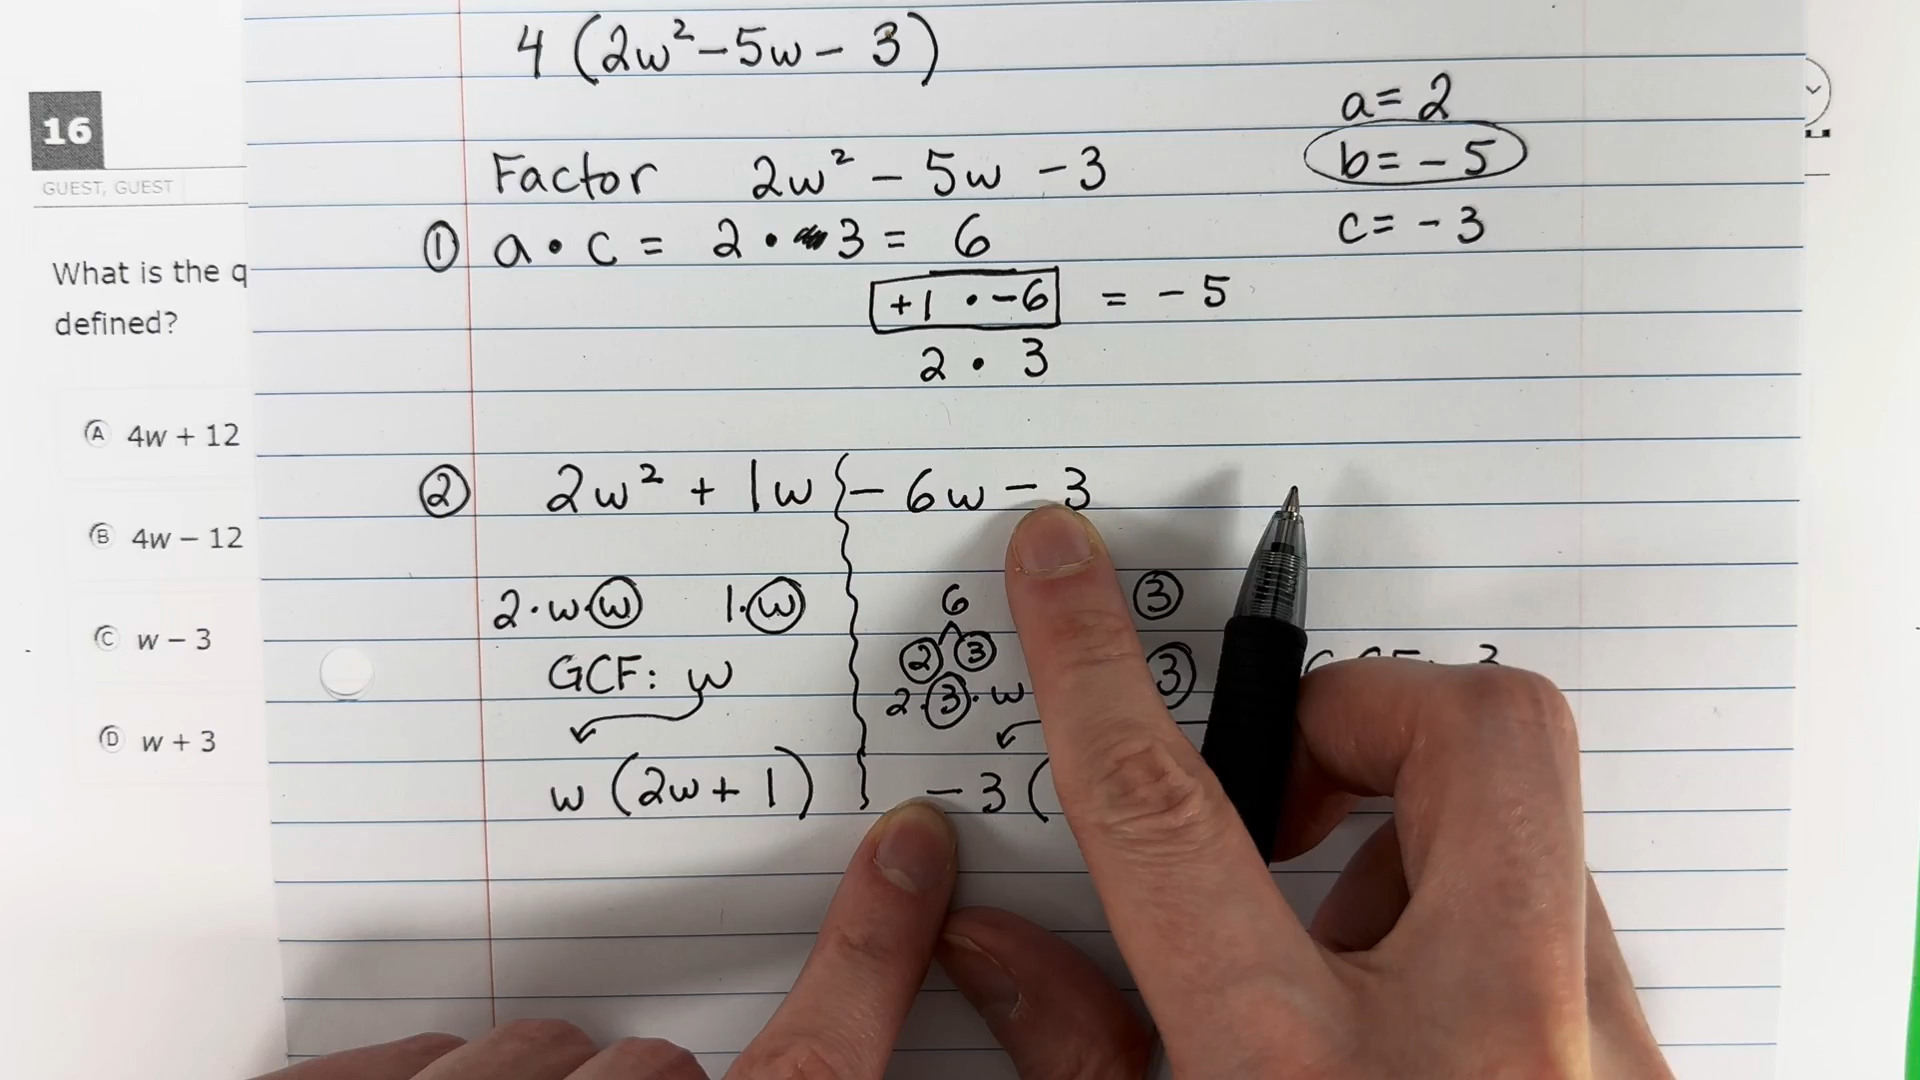 4 (2w² - 5w - 3)
a = 2
16
b = - 5
Factor 2w² - 5w - 3
GUEST, GUEST
c = - 3
① a • c = 2 • 3 = 6
What is the q
+1 • -6 = - 5
defined?
2 • 3
A 4w + 12
② 2w² + 1w - 6w - 3
B 4w − 12
2·w·w 1·w 6 3
C w − 3
2 3
GCF: w 3
2·3·w
D w + 3
w (2w + 1) - 3 (